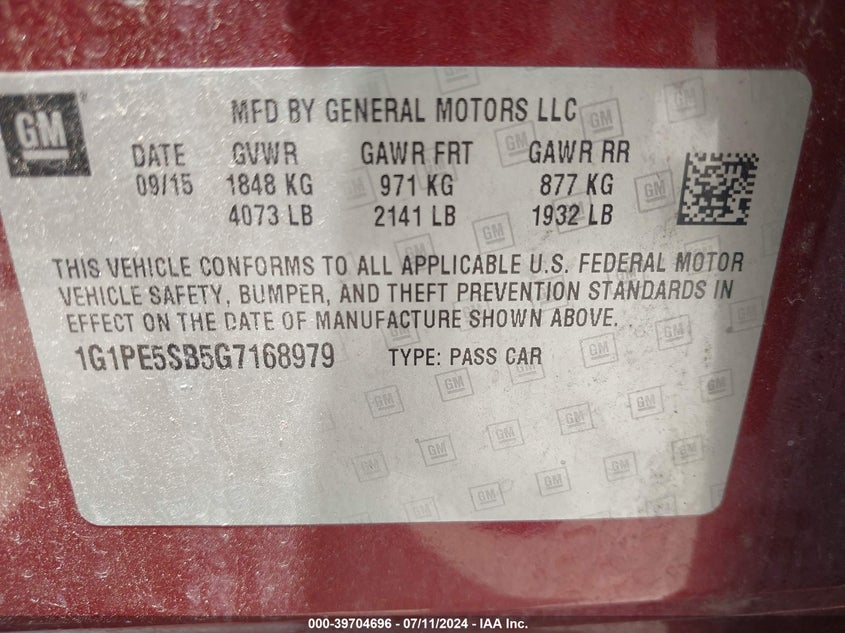 GM
MFD BY GENERAL MOTORS LLC
DATE GVWR GAWR FRT GAWR RR
09/15 1848 KG 971 KG 877 KG
4073 LB 2141 LB 1932 LB
THIS VEHICLE CONFORMS TO ALL APPLICABLE U.S. FEDERAL MOTOR
VEHICLE SAFETY, BUMPER, AND THEFT PREVENTION STANDARDS IN
EFFECT ON THE DATE OF MANUFACTURE SHOWN ABOVE.
1G1PE5SB5G7168979 TYPE: PASS CAR
000-39704696 - 07/11/2024 - IAA Inc.